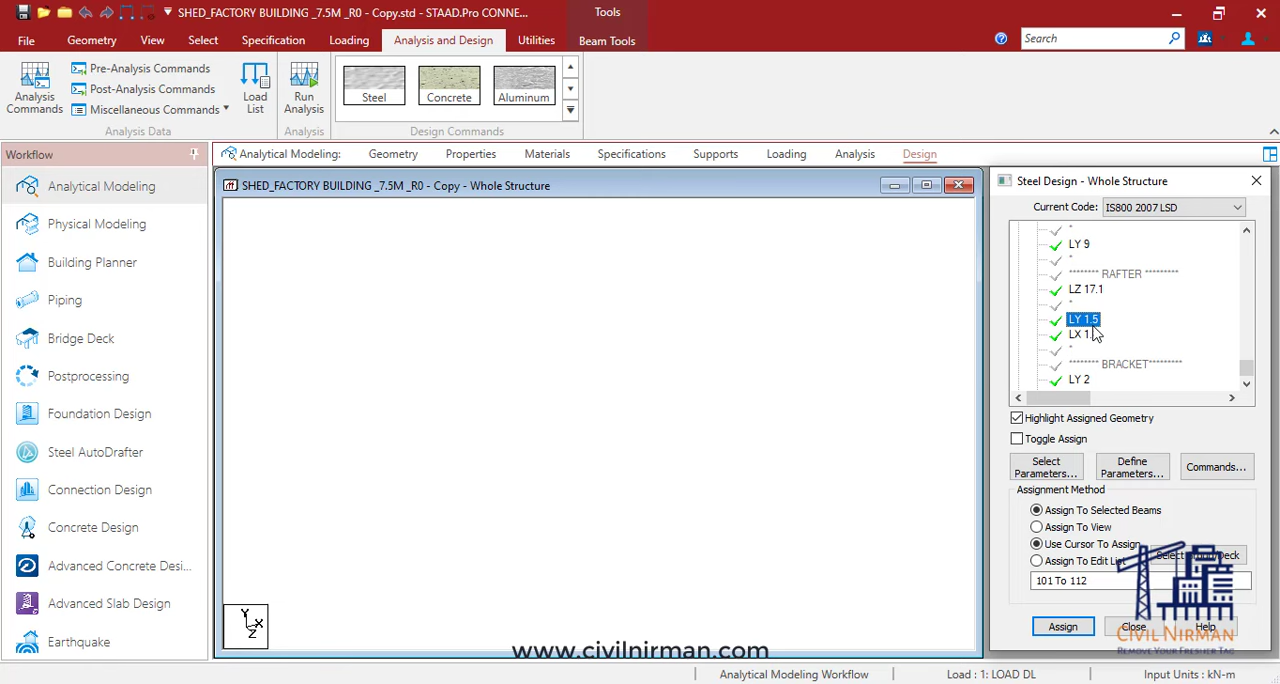 SHED_FACTORY BUILDING _7.5M _R0 - Copy.std - STAAD.Pro CONNE...
Tools
File
Geometry
View
Select
Specification
Loading
Analysis and Design
Utilities
Beam Tools
Search
Analysis Commands
Pre-Analysis Commands
Post-Analysis Commands
Miscellaneous Commands
Load List
Run Analysis
Steel
Concrete
Aluminum
Analysis Data
Analysis
Design Commands
Workflow
Analytical Modeling:
Geometry
Properties
Materials
Specifications
Supports
Loading
Analysis
Design
Analytical Modeling
Physical Modeling
Building Planner
Piping
Bridge Deck
Postprocessing
Foundation Design
Steel AutoDrafter
Connection Design
Concrete Design
Advanced Concrete Desi...
Advanced Slab Design
Earthquake
SHED_FACTORY BUILDING _7.5M _R0 - Copy - Whole Structure
Y
X
Z
Steel Design - Whole Structure
Current Code: IS800 2007 LSD
*
LY 9
*
******** RAFTER *********
LZ 17.1
*
LY 1.5
LX 1.
*
******** BRACKET*********
LY 2
Highlight Assigned Geometry
Toggle Assign
Select Parameters...
Define Parameters...
Commands...
Assignment Method
Assign To Selected Beams
Assign To View
Use Cursor To Assign
Assign To Edit List
101 To 112
Assign
Close
Help
CIVIL NIRMAN
REMOVE YOUR FRESHER TAG
www.civilnirman.com
Analytical Modeling Workflow
Load : 1: LOAD DL
Input Units : kN-m